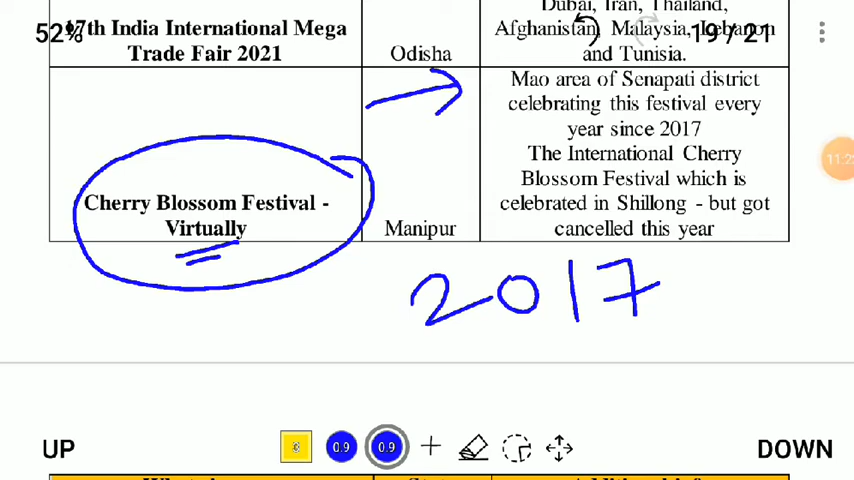 Dubai, Iran, Thailand,
52%
17th India International Mega
Trade Fair 2021
Odisha
Afghanistan, Malaysia, Lebanon
and Tunisia.
19 / 21
Mao area of Senapati district
celebrating this festival every
year since 2017
The International Cherry
Blossom Festival which is
celebrated in Shillong - but got
cancelled this year
Cherry Blossom Festival -
Virtually
Manipur
11:2
2017
UP
3
0.9
0.9
DOWN